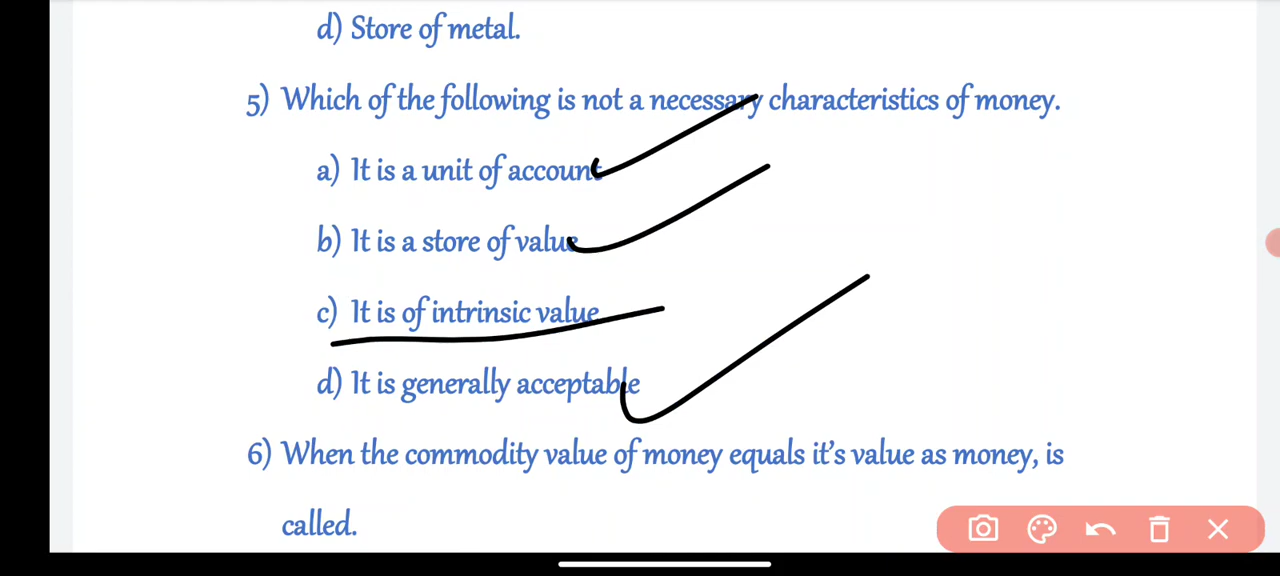 d) Store of metal.
5) Which of the following is not a necessary characteristics of money.
a) It is a unit of account
b) It is a store of value
c) It is of intrinsic value
d) It is generally acceptable
6) When the commodity value of money equals it's value as money, is
called.